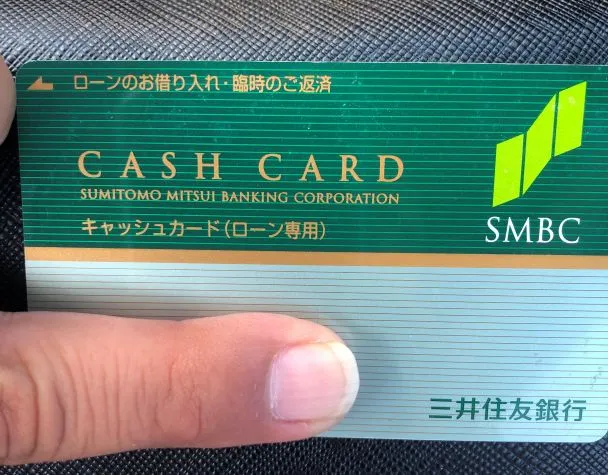 ローンのお借り入れ・臨時のご返済
CASH CARD
SUMITOMO MITSUI BANKING CORPORATION
キャッシュカード(ローン専用)
SMBC
三井住友銀行